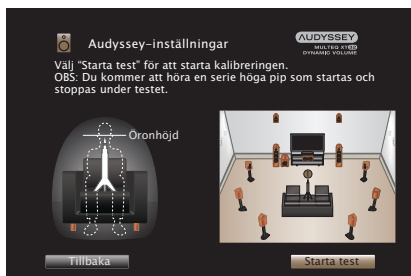 Audyssey-inställningar
AUDYSSEY
MULTEQ XT32
DYNAMIC VOLUME
Välj "Starta test" för att starta kalibreringen.
OBS: Du kommer att höra en serie höga pip som startas och
stoppas under testet.
Öronhöjd
Tillbaka
Starta test